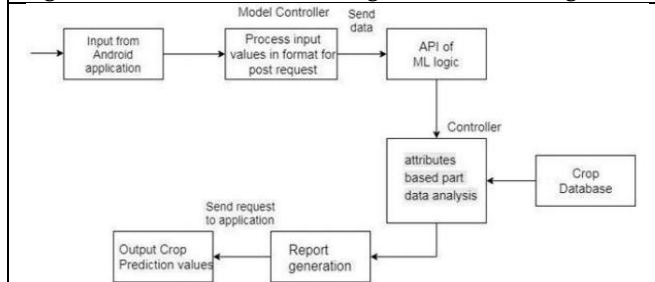 Model Controller
Send
data
Input from
Android
application
Process input
values in format for
post request
API of
ML logic
Controller
attributes
based part
data analysis
Crop
Database
Send request
to application
Output Crop
Prediction values
Report
generation